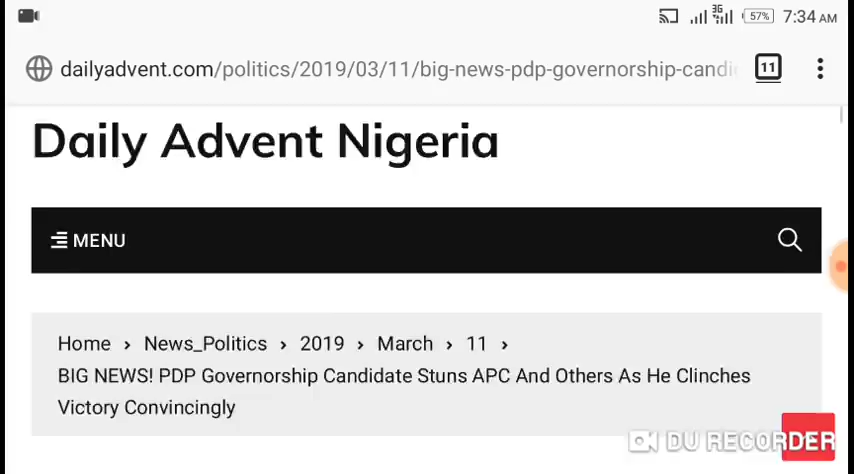 3G
57%
7:34 AM
dailyadvent.com/politics/2019/03/11/big-news-pdp-governorship-candi
11
Daily Advent Nigeria
MENU
Home › News_Politics › 2019 › March › 11 ›
BIG NEWS! PDP Governorship Candidate Stuns APC And Others As He Clinches
Victory Convincingly
DU RECORDER